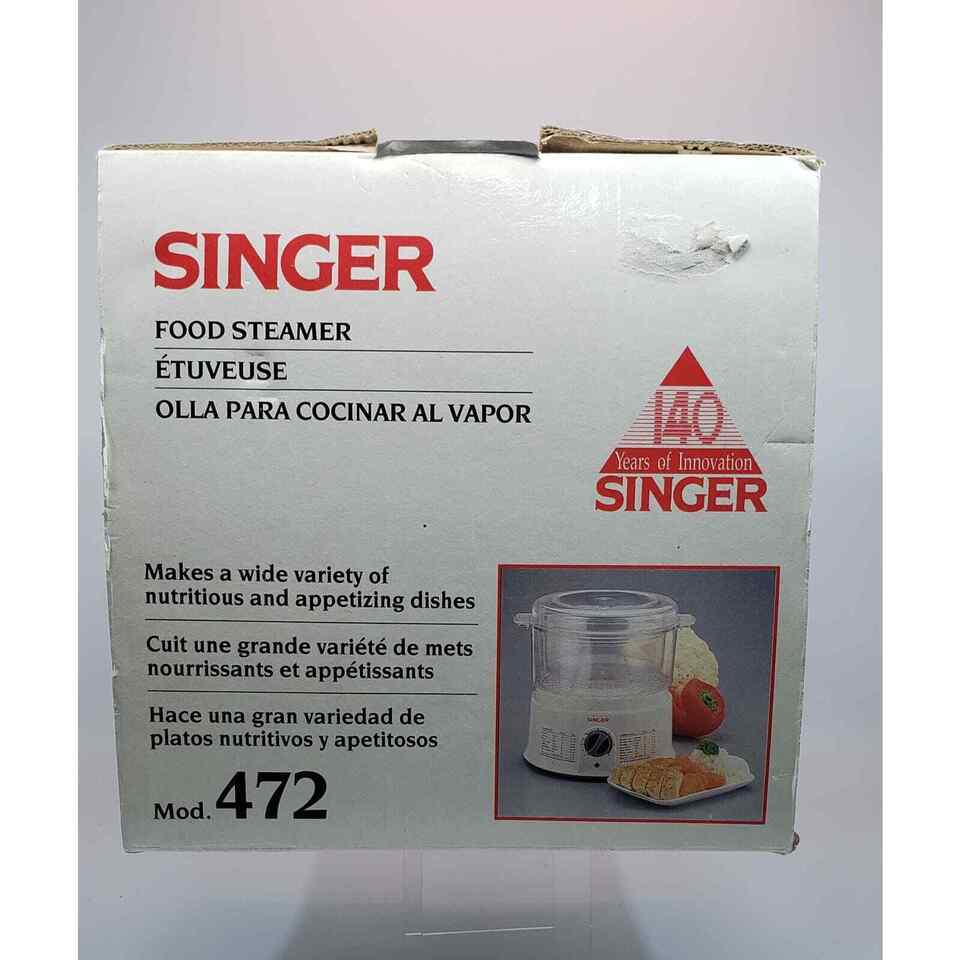 SINGER
FOOD STEAMER
ÉTUVEUSE
OLLA PARA COCINAR AL VAPOR
140
Years of Innovation
SINGER
Makes a wide variety of
nutritious and appetizing dishes
Cuit une grande variété de mets
nourrissants et appétissants
Hace una gran variedad de
platos nutritivos y apetitosos
Mod. 472
SINGER